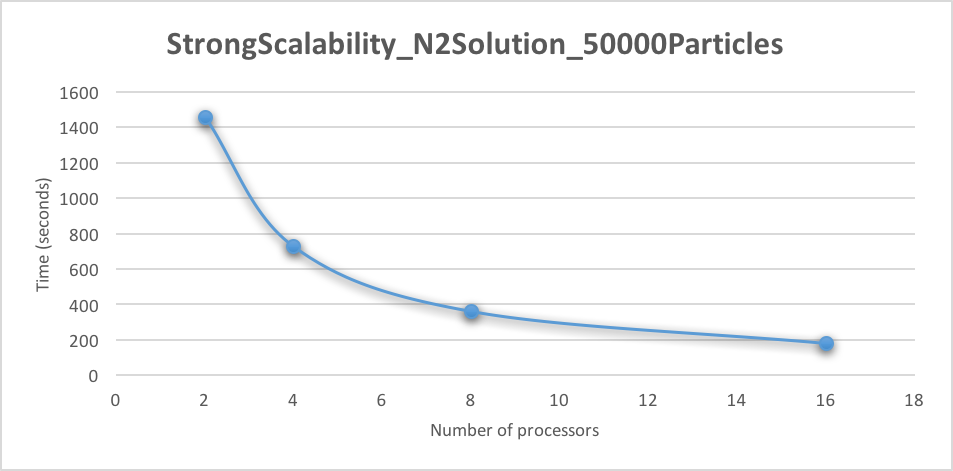 StrongScalability_N2Solution_50000Particles
1600
1400
1200
1000
800
600
400
200
0
Time (seconds)
0 2 4 6 8 10 12 14 16 18
Number of processors